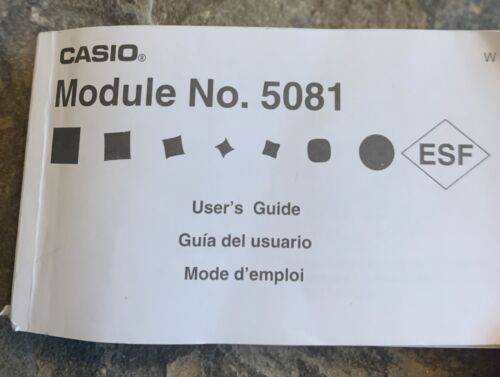 CASIO®
W
Module No. 5081
ESF
User's Guide
Guía del usuario
Mode d'emploi